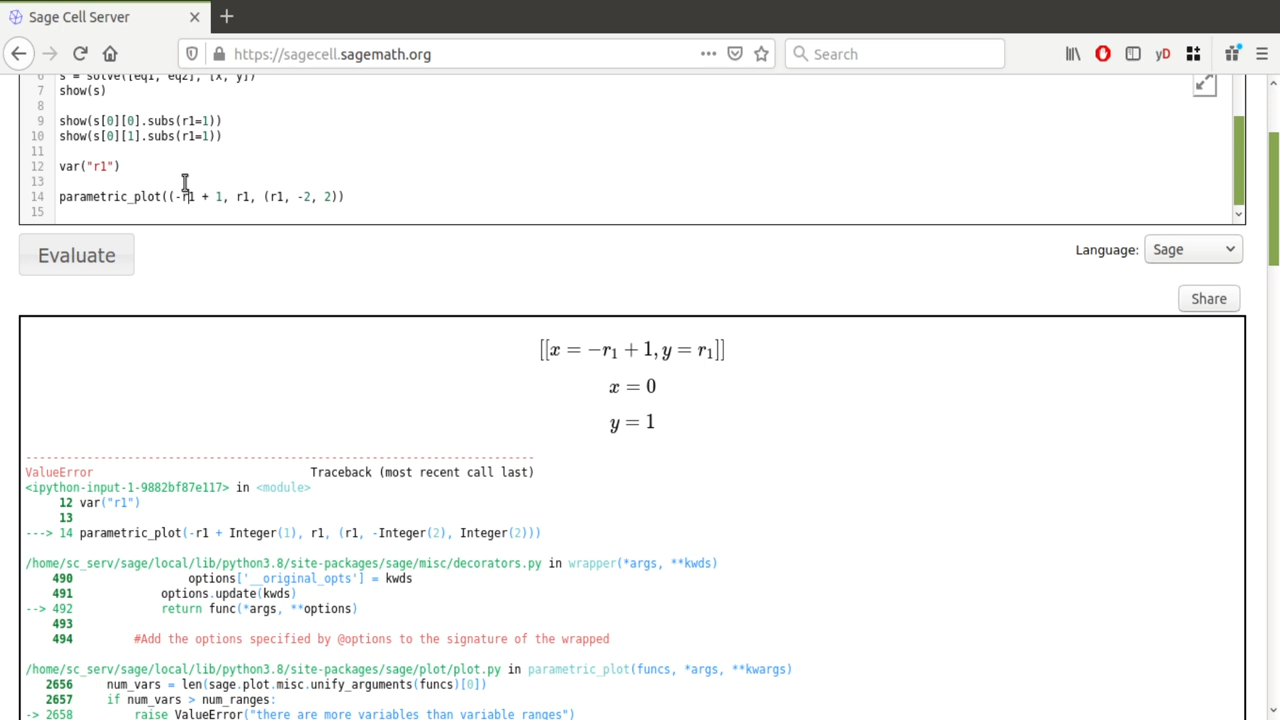 Sage Cell Server
https://sagecell.sagemath.org
Search
yD
6 s = solve([eq1, eq2], [x, y])
7 show(s)
8
9 show(s[0][0].subs(r1=1))
10 show(s[0][1].subs(r1=1))
11
12 var("r1")
13
14 parametric_plot((-r1 + 1, r1, (r1, -2, 2))
15
Evaluate
Language: Sage
Share
[[x = −r₁ + 1, y = r₁]]
x = 0
y = 1
ValueError Traceback (most recent call last)
<ipython-input-1-9882bf87e117> in <module>
12 var("r1")
13
---> 14 parametric_plot(-r1 + Integer(1), r1, (r1, -Integer(2), Integer(2)))
/home/sc_serv/sage/local/lib/python3.8/site-packages/sage/misc/decorators.py in wrapper(*args, **kwds)
490 options['__original_opts'] = kwds
491 options.update(kwds)
--> 492 return func(*args, **options)
493
494 #Add the options specified by @options to the signature of the wrapped
/home/sc_serv/sage/local/lib/python3.8/site-packages/sage/plot/plot.py in parametric_plot(funcs, *args, **kwargs)
2656 num_vars = len(sage.plot.misc.unify_arguments(funcs)[0])
2657 if num_vars > num_ranges:
-> 2658 raise ValueError("there are more variables than variable ranges")